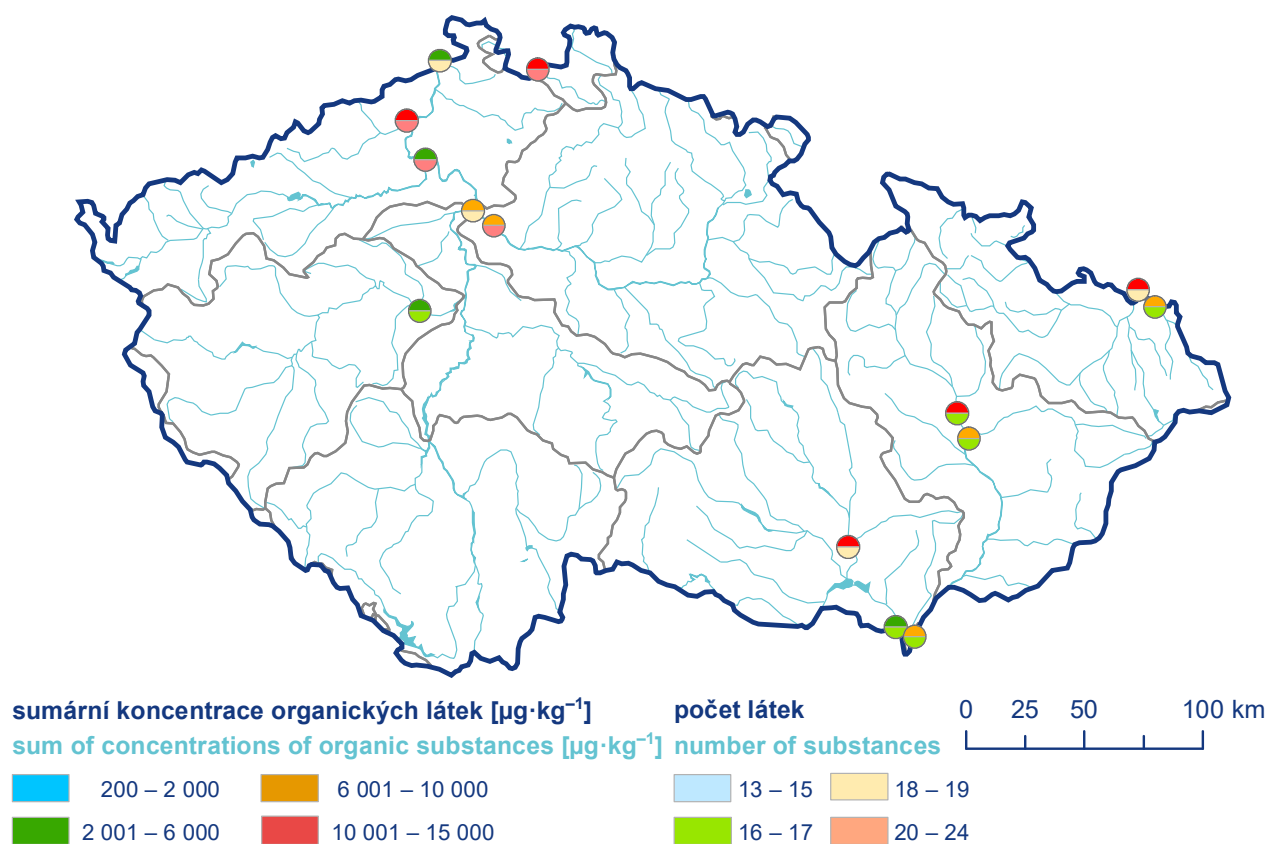 sumární koncentrace organických látek [µg·kg⁻¹]
sum of concentrations of organic substances [µg·kg⁻¹]
200 – 2 000
6 001 – 10 000
2 001 – 6 000
10 001 – 15 000
počet látek
number of substances
13 – 15
18 – 19
16 – 17
20 – 24
0 25 50 100 km